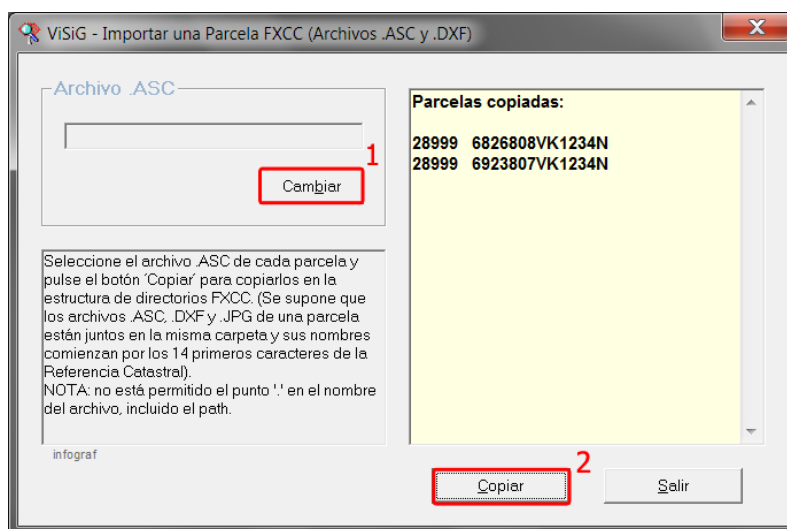 ViSiG - Importar una Parcela FXCC (Archivos .ASC y .DXF)
X
Archivo .ASC
1
Cambiar
Seleccione el archivo .ASC de cada parcela y
pulse el botón ´Copiar´ para copiarlos en la
estructura de directorios FXCC. (Se supone que
los archivos .ASC, .DXF y .JPG de una parcela
están juntos en la misma carpeta y sus nombres
comienzan por los 14 primeros caracteres de la
Referencia Catastral).
NOTA: no está permitido el punto '.' en el nombre
del archivo, incluido el path.
infograf
Parcelas copiadas:
28999 6826808VK1234N
28999 6923807VK1234N
2
Copiar
Salir